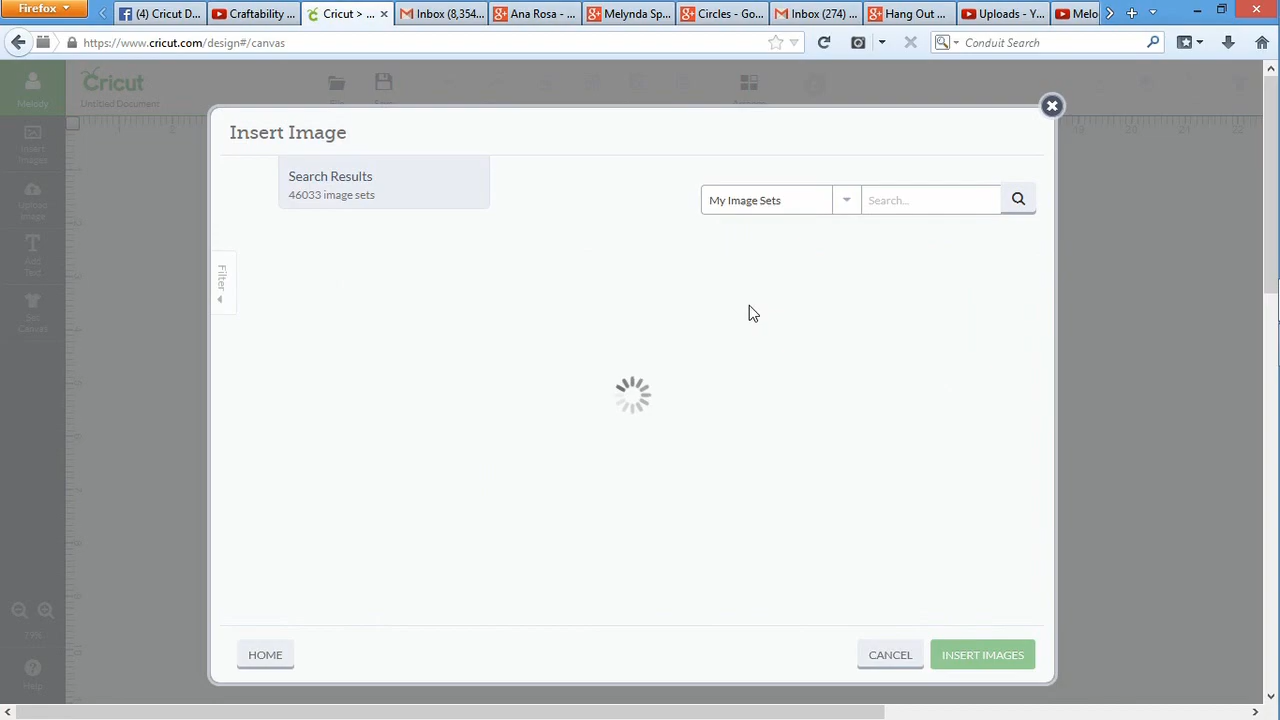 Firefox
(4) Cricut D...
Craftability ...
Cricut > ...
Inbox (8,354...
Ana Rosa - ...
Melynda Sp...
Circles - Go...
Inbox (274) ...
Hang Out ...
Uploads - Y...
Melo
https://www.cricut.com/design#/canvas
Conduit Search
Cricut
Melody
Untitled Document
Insert Image
Insert
Images
Search Results
46033 image sets
My Image Sets
Search...
Upload
Image
Add
Text
Filter
Set
Canvas
Help
HOME
CANCEL
INSERT IMAGES